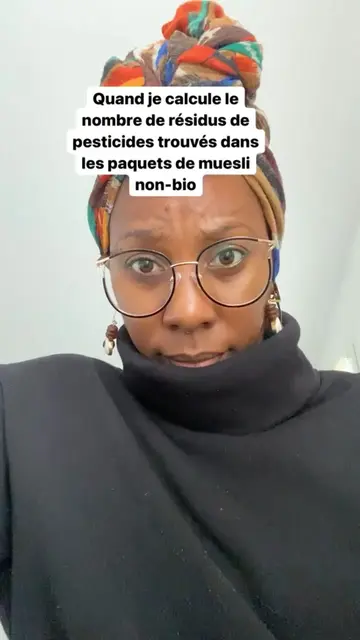 Quand je calcule le
nombre de résidus de
pesticides trouvés dans
les paquets de muesli
non-bio